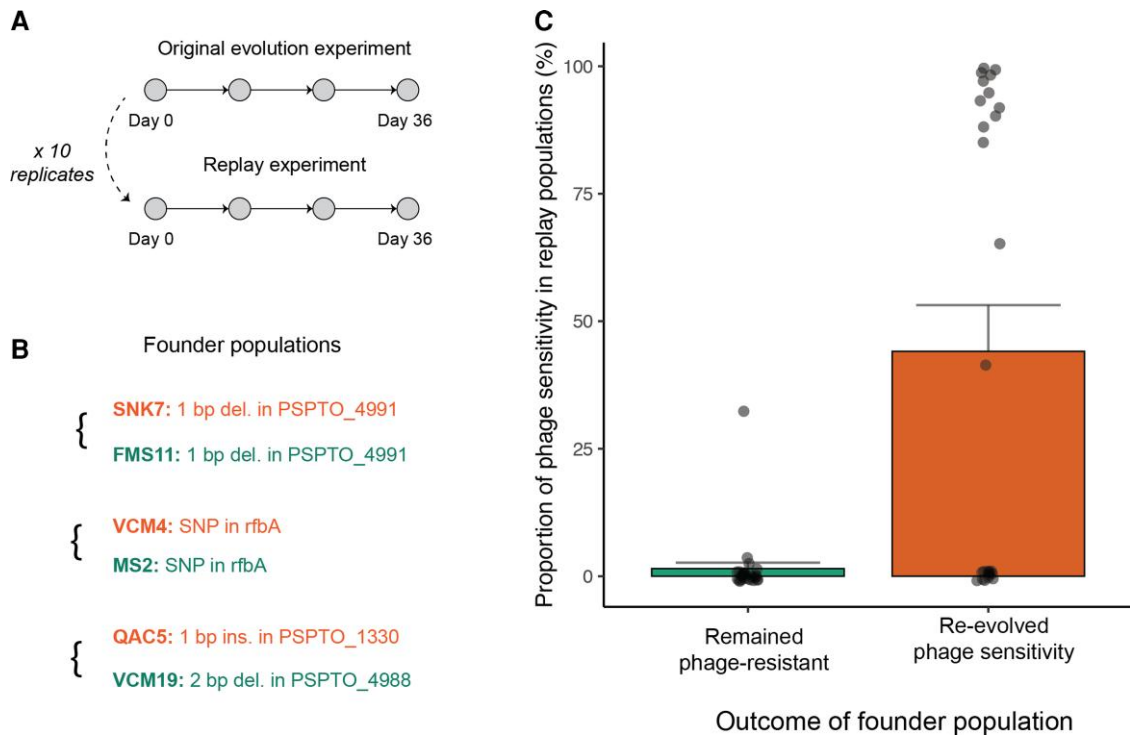 A
Original evolution experiment
Day 0
Day 36
x 10
replicates
Replay experiment
Day 0
Day 36
B
Founder populations
{
SNK7: 1 bp del. in PSPTO_4991
FMS11: 1 bp del. in PSPTO_4991
{
VCM4: SNP in rfbA
MS2: SNP in rfbA
{
QAC5: 1 bp ins. in PSPTO_1330
VCM19: 2 bp del. in PSPTO_4988
C
Proportion of phage sensitivity in replay populations (%)
100
75
50
25
0
Remained
phage-resistant
Re-evolved
phage sensitivity
Outcome of founder population